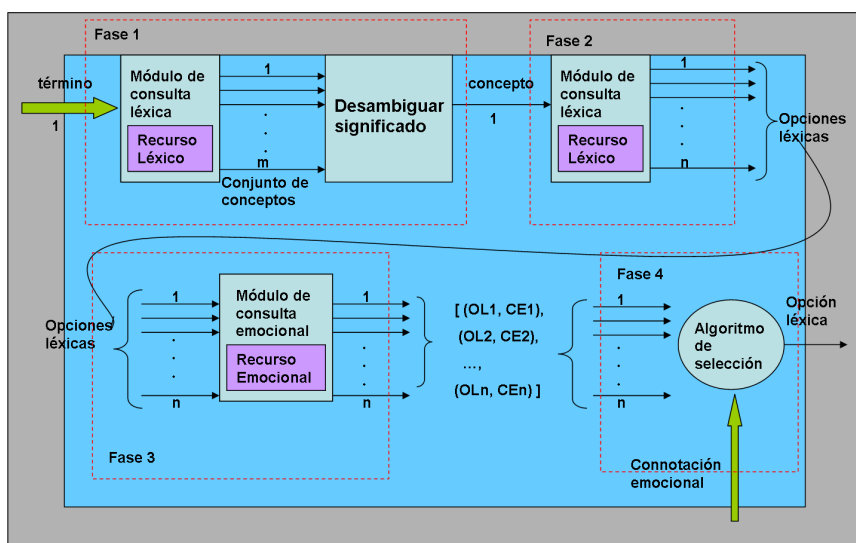 Fase 1
Fase 2
término
1
Módulo de
consulta
léxica
Recurso
Léxico
1
.
.
.
m
Conjunto de
conceptos
Desambiguar
significado
concepto
1
Módulo de
consulta
léxica
Recurso
Léxico
1
.
.
.
n
Opciones
léxicas
Fase 3
Opciones
léxicas
1
.
.
.
.
.
.
n
Módulo de
consulta
emocional
Recurso
Emocional
1
.
.
.
n
[ (OL1, CE1),
(OL2, CE2),
...,
(OLn, CEn) ]
Fase 4
1
.
.
.
n
Algoritmo
de
selección
Opción
léxica
Connotación
emocional